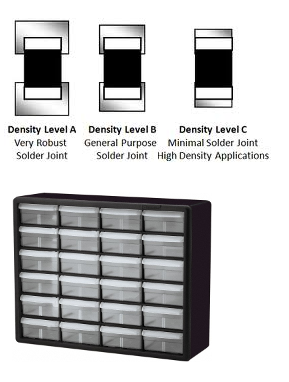 Density Level A
Very Robust
Solder Joint
Density Level B
General Purpose
Solder Joint
Density Level C
Minimal Solder Joint
High Density Applications